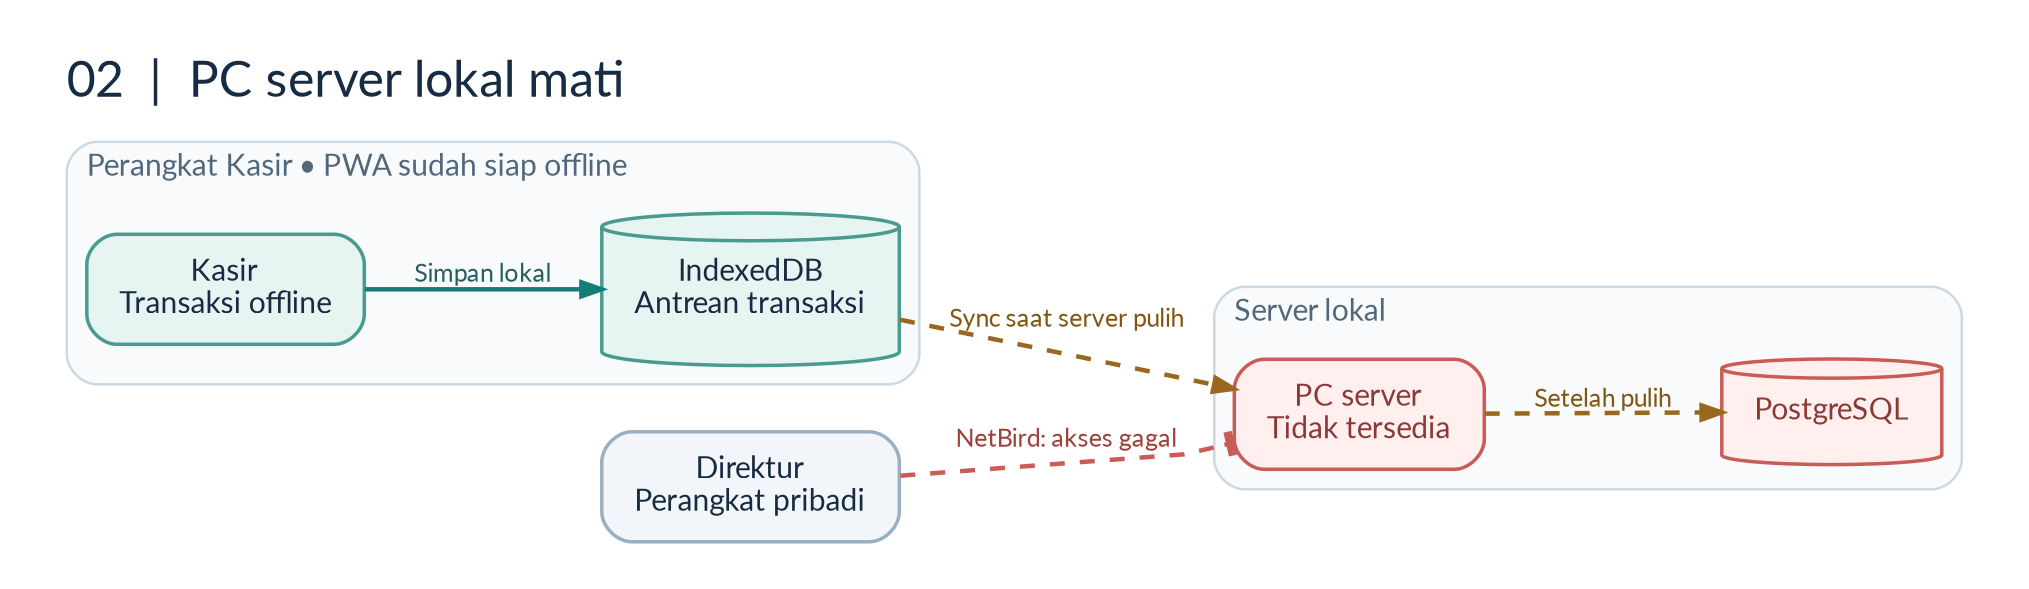 02 | PC server lokal mati
Perangkat Kasir • PWA sudah siap offline
Kasir
Transaksi offline
Simpan lokal
IndexedDB
Antrean transaksi
Sync saat server pulih
Server lokal
PC server
Tidak tersedia
Setelah pulih
PostgreSQL
NetBird: akses gagal
Direktur
Perangkat pribadi